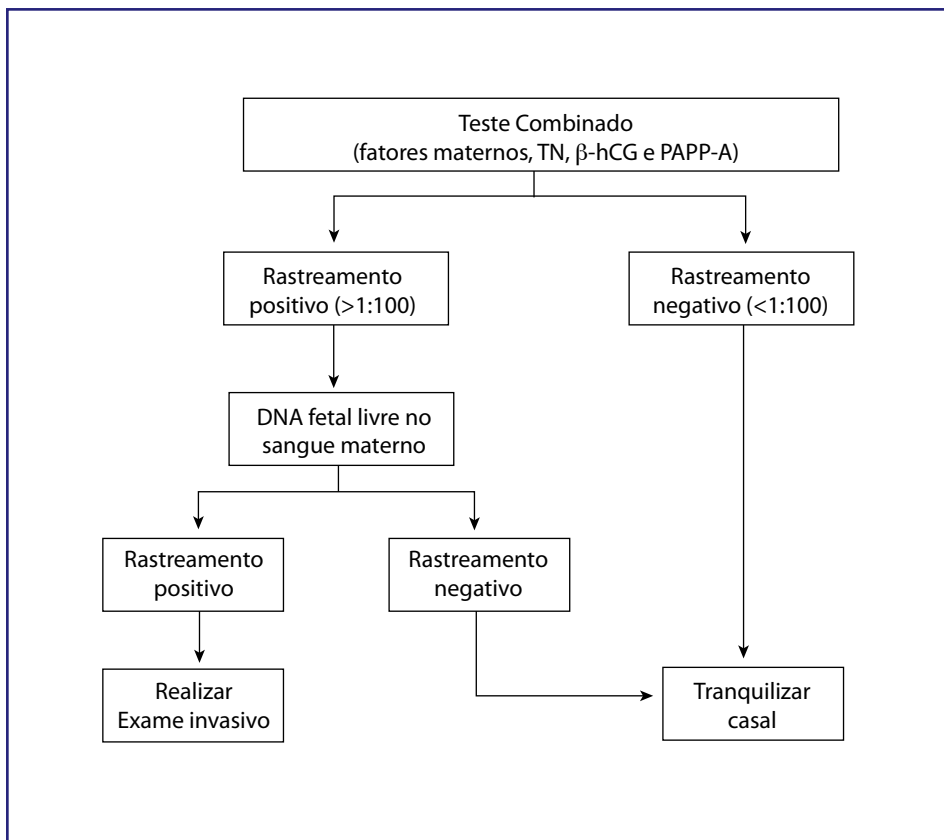 Teste Combinado
(fatores maternos, TN, β-hCG e PAPP-A)
Rastreamento
positivo (>1:100)
Rastreamento
negativo (<1:100)
DNA fetal livre no
sangue materno
Rastreamento
positivo
Rastreamento
negativo
Realizar
Exame invasivo
Tranquilizar
casal